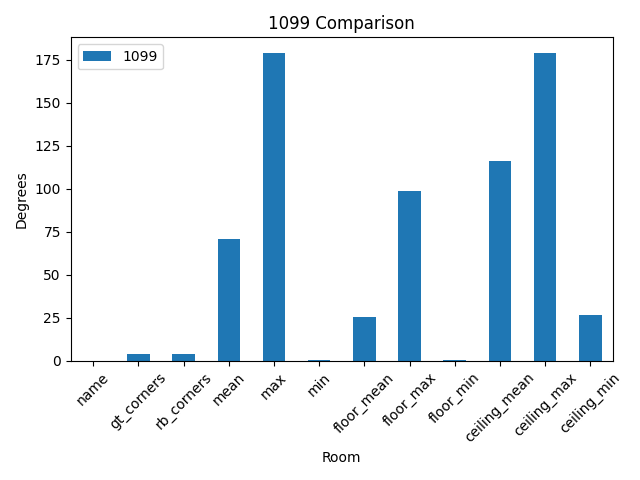 1099 Comparison
1099
Degrees
175
150
125
100
75
50
25
0
name
gt_corners
rb_corners
mean
max
min
floor_mean
floor_max
floor_min
ceiling_mean
ceiling_max
ceiling_min
Room